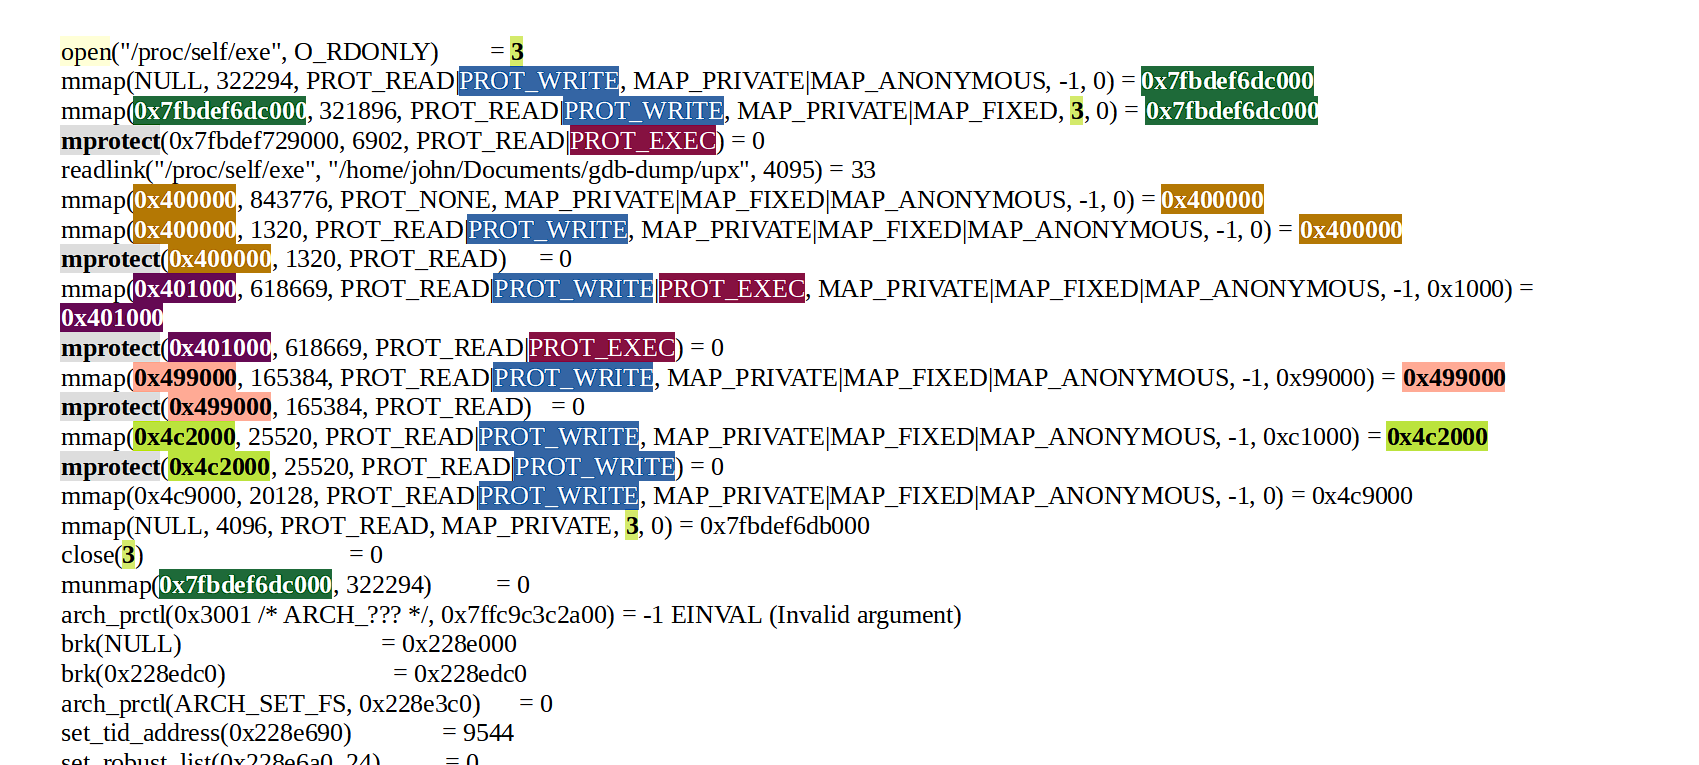 open("/proc/self/exe", O_RDONLY) = 3
mmap(NULL, 322294, PROT_READ|PROT_WRITE, MAP_PRIVATE|MAP_ANONYMOUS, -1, 0) = 0x7fbdef6dc000
mmap(0x7fbdef6dc000, 321896, PROT_READ|PROT_WRITE, MAP_PRIVATE|MAP_FIXED, 3, 0) = 0x7fbdef6dc000
mprotect(0x7fbdef729000, 6902, PROT_READ|PROT_EXEC) = 0
readlink("/proc/self/exe", "/home/john/Documents/gdb-dump/upx", 4095) = 33
mmap(0x400000, 843776, PROT_NONE, MAP_PRIVATE|MAP_FIXED|MAP_ANONYMOUS, -1, 0) = 0x400000
mmap(0x400000, 1320, PROT_READ|PROT_WRITE, MAP_PRIVATE|MAP_FIXED|MAP_ANONYMOUS, -1, 0) = 0x400000
mprotect(0x400000, 1320, PROT_READ) = 0
mmap(0x401000, 618669, PROT_READ|PROT_WRITE|PROT_EXEC, MAP_PRIVATE|MAP_FIXED|MAP_ANONYMOUS, -1, 0x1000) =
0x401000
mprotect(0x401000, 618669, PROT_READ|PROT_EXEC) = 0
mmap(0x499000, 165384, PROT_READ|PROT_WRITE, MAP_PRIVATE|MAP_FIXED|MAP_ANONYMOUS, -1, 0x99000) = 0x499000
mprotect(0x499000, 165384, PROT_READ) = 0
mmap(0x4c2000, 25520, PROT_READ|PROT_WRITE, MAP_PRIVATE|MAP_FIXED|MAP_ANONYMOUS, -1, 0xc1000) = 0x4c2000
mprotect(0x4c2000, 25520, PROT_READ|PROT_WRITE) = 0
mmap(0x4c9000, 20128, PROT_READ|PROT_WRITE, MAP_PRIVATE|MAP_FIXED|MAP_ANONYMOUS, -1, 0) = 0x4c9000
mmap(NULL, 4096, PROT_READ, MAP_PRIVATE, 3, 0) = 0x7fbdef6db000
close(3) = 0
munmap(0x7fbdef6dc000, 322294) = 0
arch_prctl(0x3001 /* ARCH_??? */, 0x7ffc9c3c2a00) = -1 EINVAL (Invalid argument)
brk(NULL) = 0x228e000
brk(0x228edc0) = 0x228edc0
arch_prctl(ARCH_SET_FS, 0x228e3c0) = 0
set_tid_address(0x228e690) = 9544
set_robust_list(0x228e6a0, 24) = 0